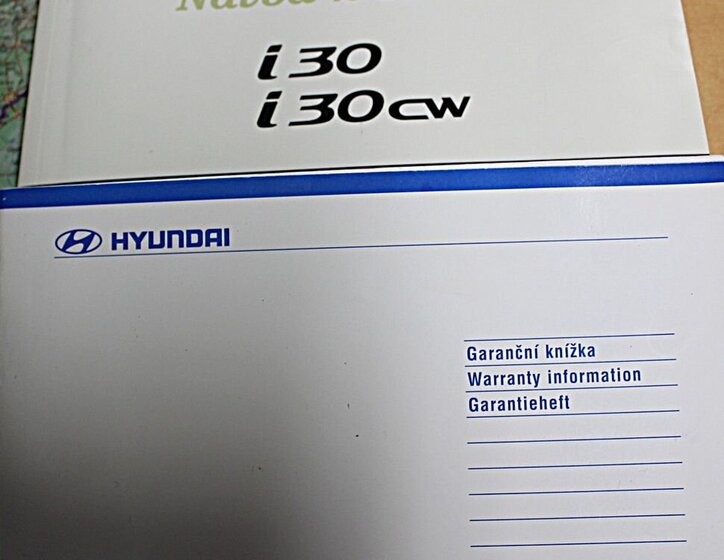 i30
i30cw
HYUNDAI
Garanční knížka
Warranty information
Garantieheft